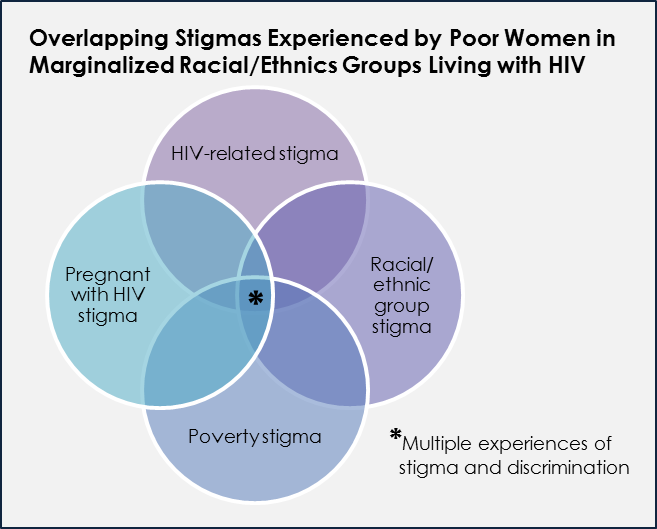 Overlapping Stigmas Experienced by Poor Women in
Marginalized Racial/Ethnics Groups Living with HIV
HIV-related stigma
Pregnant
with HIV
stigma
Racial/
ethnic
group
stigma
*
Poverty stigma
*Multiple experiences of
stigma and discrimination